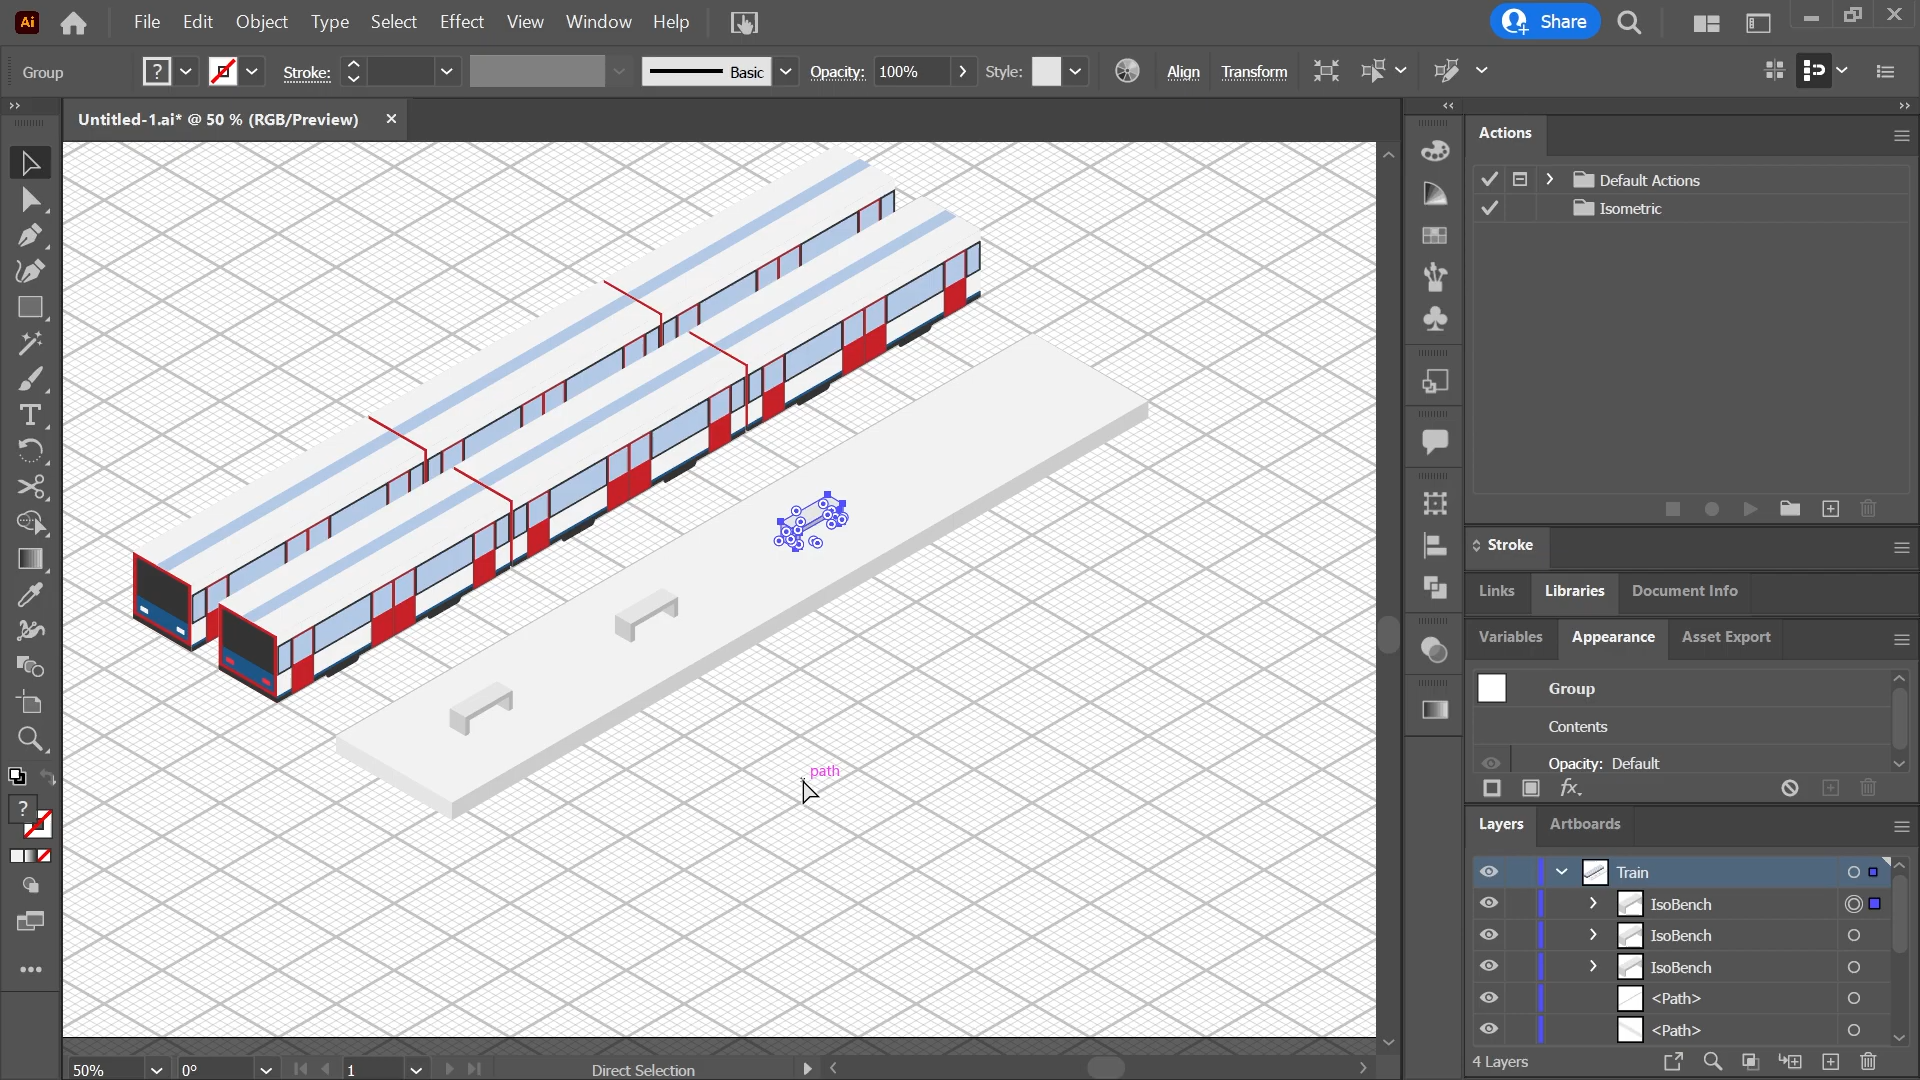 Ai File Edit Object Type Select Effect View Window Help Share
Group ? Stroke: Basic Opacity: 100% Style: Align Transform
Untitled-1.ai* @ 50 % (RGB/Preview)
Actions
Default Actions
Isometric
Stroke
Links Libraries Document Info
Variables Appearance Asset Export
Group
Contents
Opacity: Default
fx.
path
?
Layers Artboards
Train
IsoBench
IsoBench
IsoBench
<Path>
<Path>
4 Layers
50% 0° 1 Direct Selection